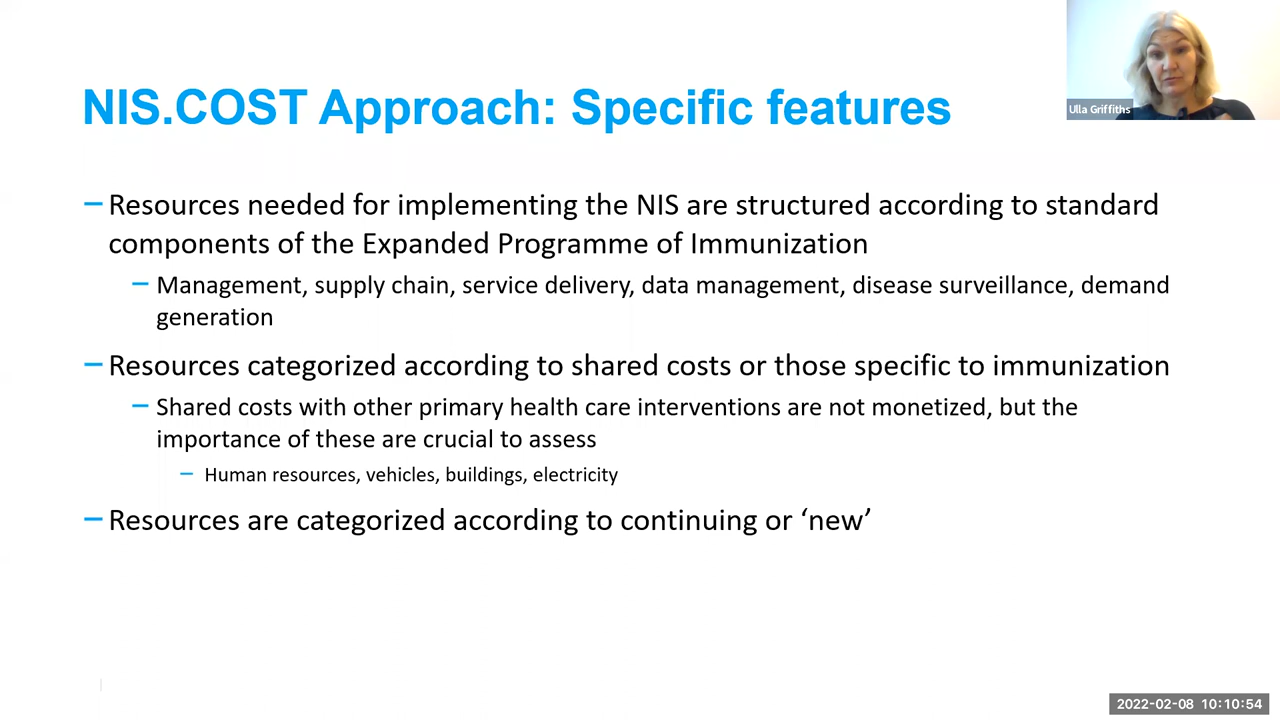 NIS.COST Approach: Specific features
Ulla Griffiths
– Resources needed for implementing the NIS are structured according to standard
components of the Expanded Programme of Immunization
– Management, supply chain, service delivery, data management, disease surveillance, demand
generation
– Resources categorized according to shared costs or those specific to immunization
– Shared costs with other primary health care interventions are not monetized, but the
importance of these are crucial to assess
– Human resources, vehicles, buildings, electricity
– Resources are categorized according to continuing or ‘new’
2022-02-08 10:10:54